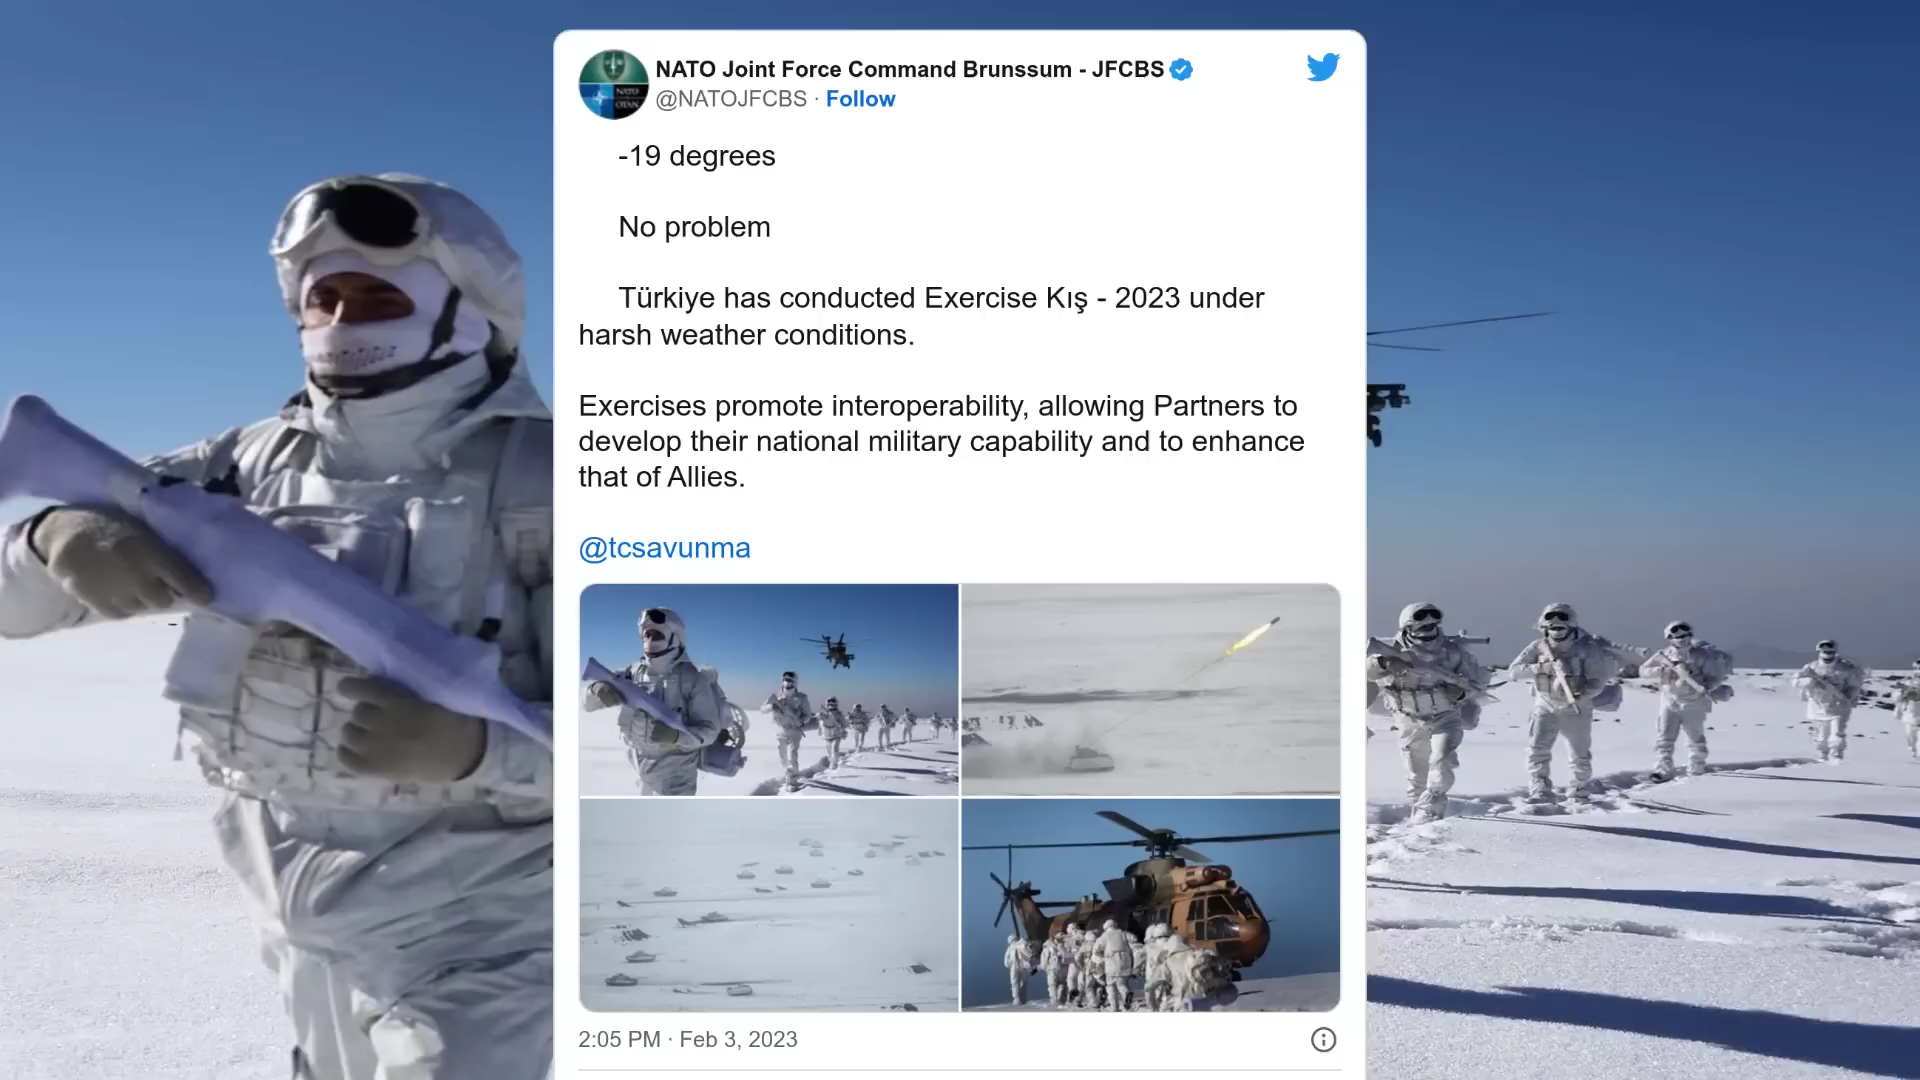 NATO Joint Force Command Brunssum - JFCBS
@NATOJFCBS · Follow
-19 degrees
No problem
Türkiye has conducted Exercise Kış - 2023 under
harsh weather conditions.
Exercises promote interoperability, allowing Partners to
develop their national military capability and to enhance
that of Allies.
@tcsavunma
2:05 PM · Feb 3, 2023
NATO
OTAN